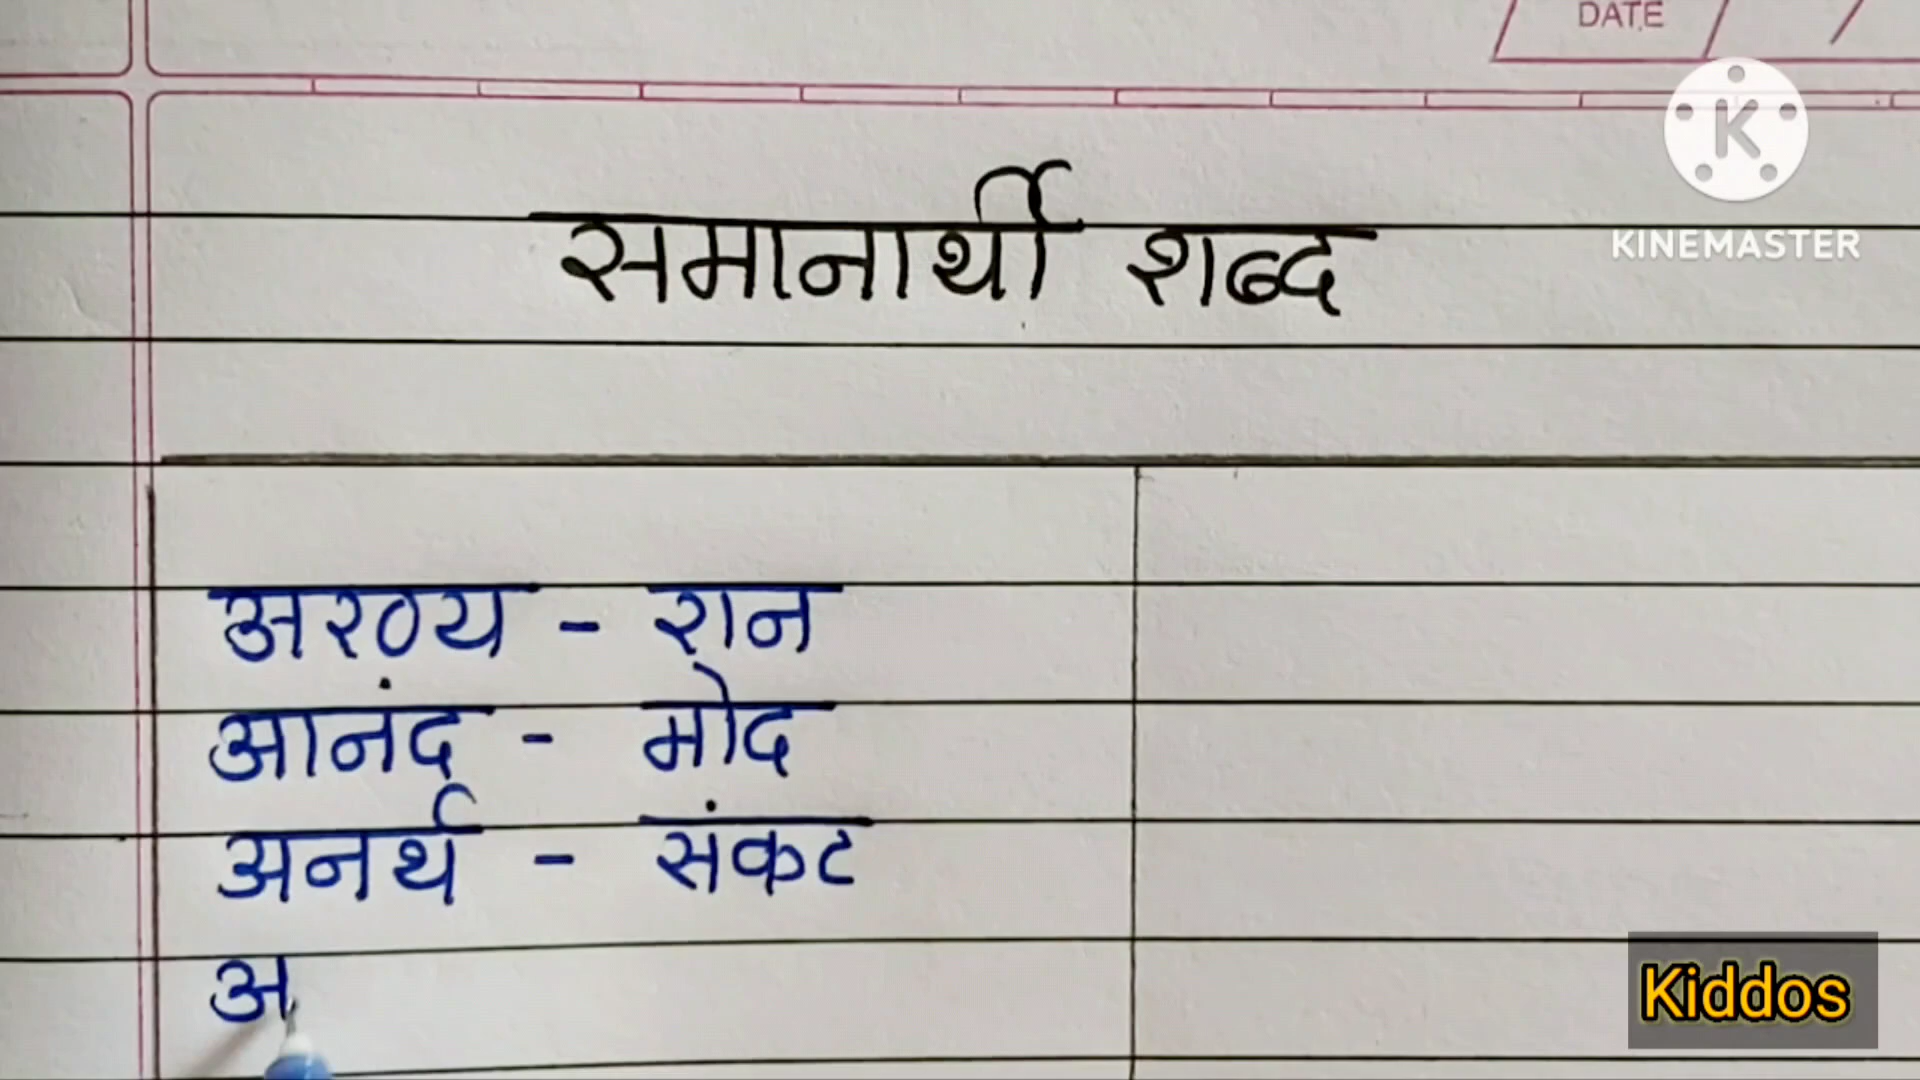 DATE
K
KINEMASTER
समानार्थी शब्द
अरण्य - रान
आनंद - मोद
अनर्थ - संकट
अ
Kiddos